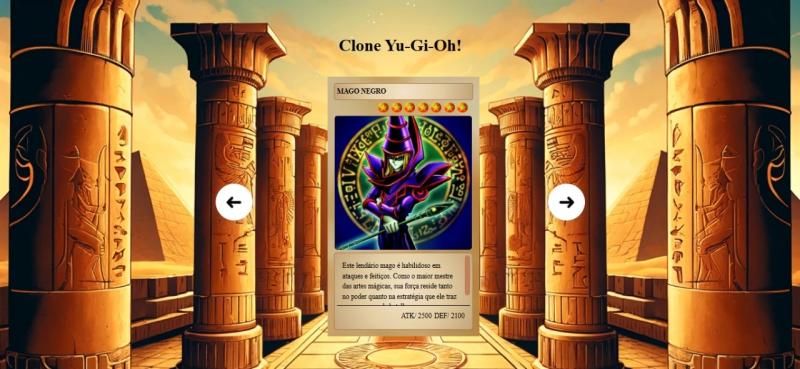 Clone Yu-Gi-Oh!
MAGO NEGRO
Este lendário mago é habilidoso em
ataques e feitiços. Como o maior mestre
das artes mágicas, sua força reside tanto
no poder quanto na estratégia que ele traz
ATK/ 2500 DEF/ 2100